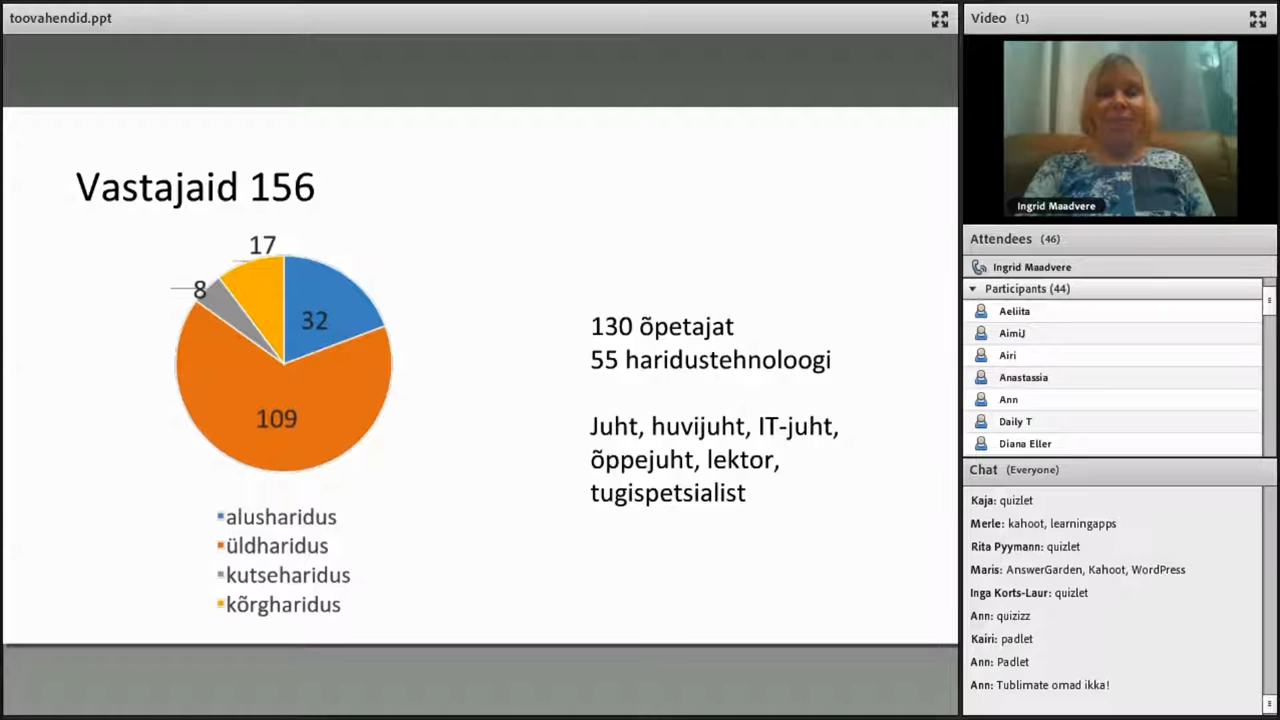 toovahendid.ppt
Vastajaid 156
17
8
32
109
alusharidus
üldharidus
kutseharidus
kõrgharidus
130 õpetajat
55 haridustehnoloogi
Juht, huvijuht, IT-juht,
õppejuht, lektor,
tugispetsialist
Video (1)
Ingrid Maadvere
Attendees (46)
Ingrid Maadvere
Participants (44)
Aeliita
AimiJ
Airi
Anastassia
Ann
Daily T
Diana Eller
Chat (Everyone)
Kaja: quizlet
Merle: kahoot, learningapps
Rita Pyymann: quizlet
Maris: AnswerGarden, Kahoot, WordPress
Inga Korts-Laur: quizlet
Ann: quizizz
Kairi: padlet
Ann: Padlet
Ann: Tublimate omad ikka!